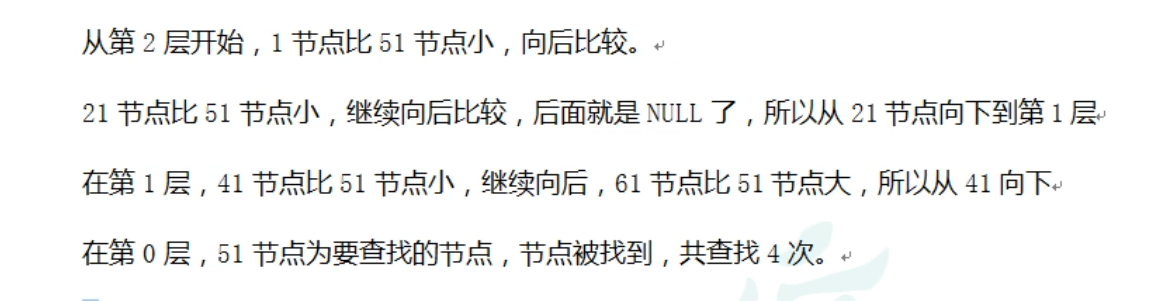 从第 2 层开始，1 节点比 51 节点小，向后比较。
21 节点比 51 节点小，继续向后比较，后面就是 NULL 了，所以从 21 节点向下到第 1 层
在第 1 层，41 节点比 51 节点小，继续向后，61 节点比 51 节点大，所以从 41 向下
在第 0 层，51 节点为要查找的节点，节点被找到，共查找 4 次。